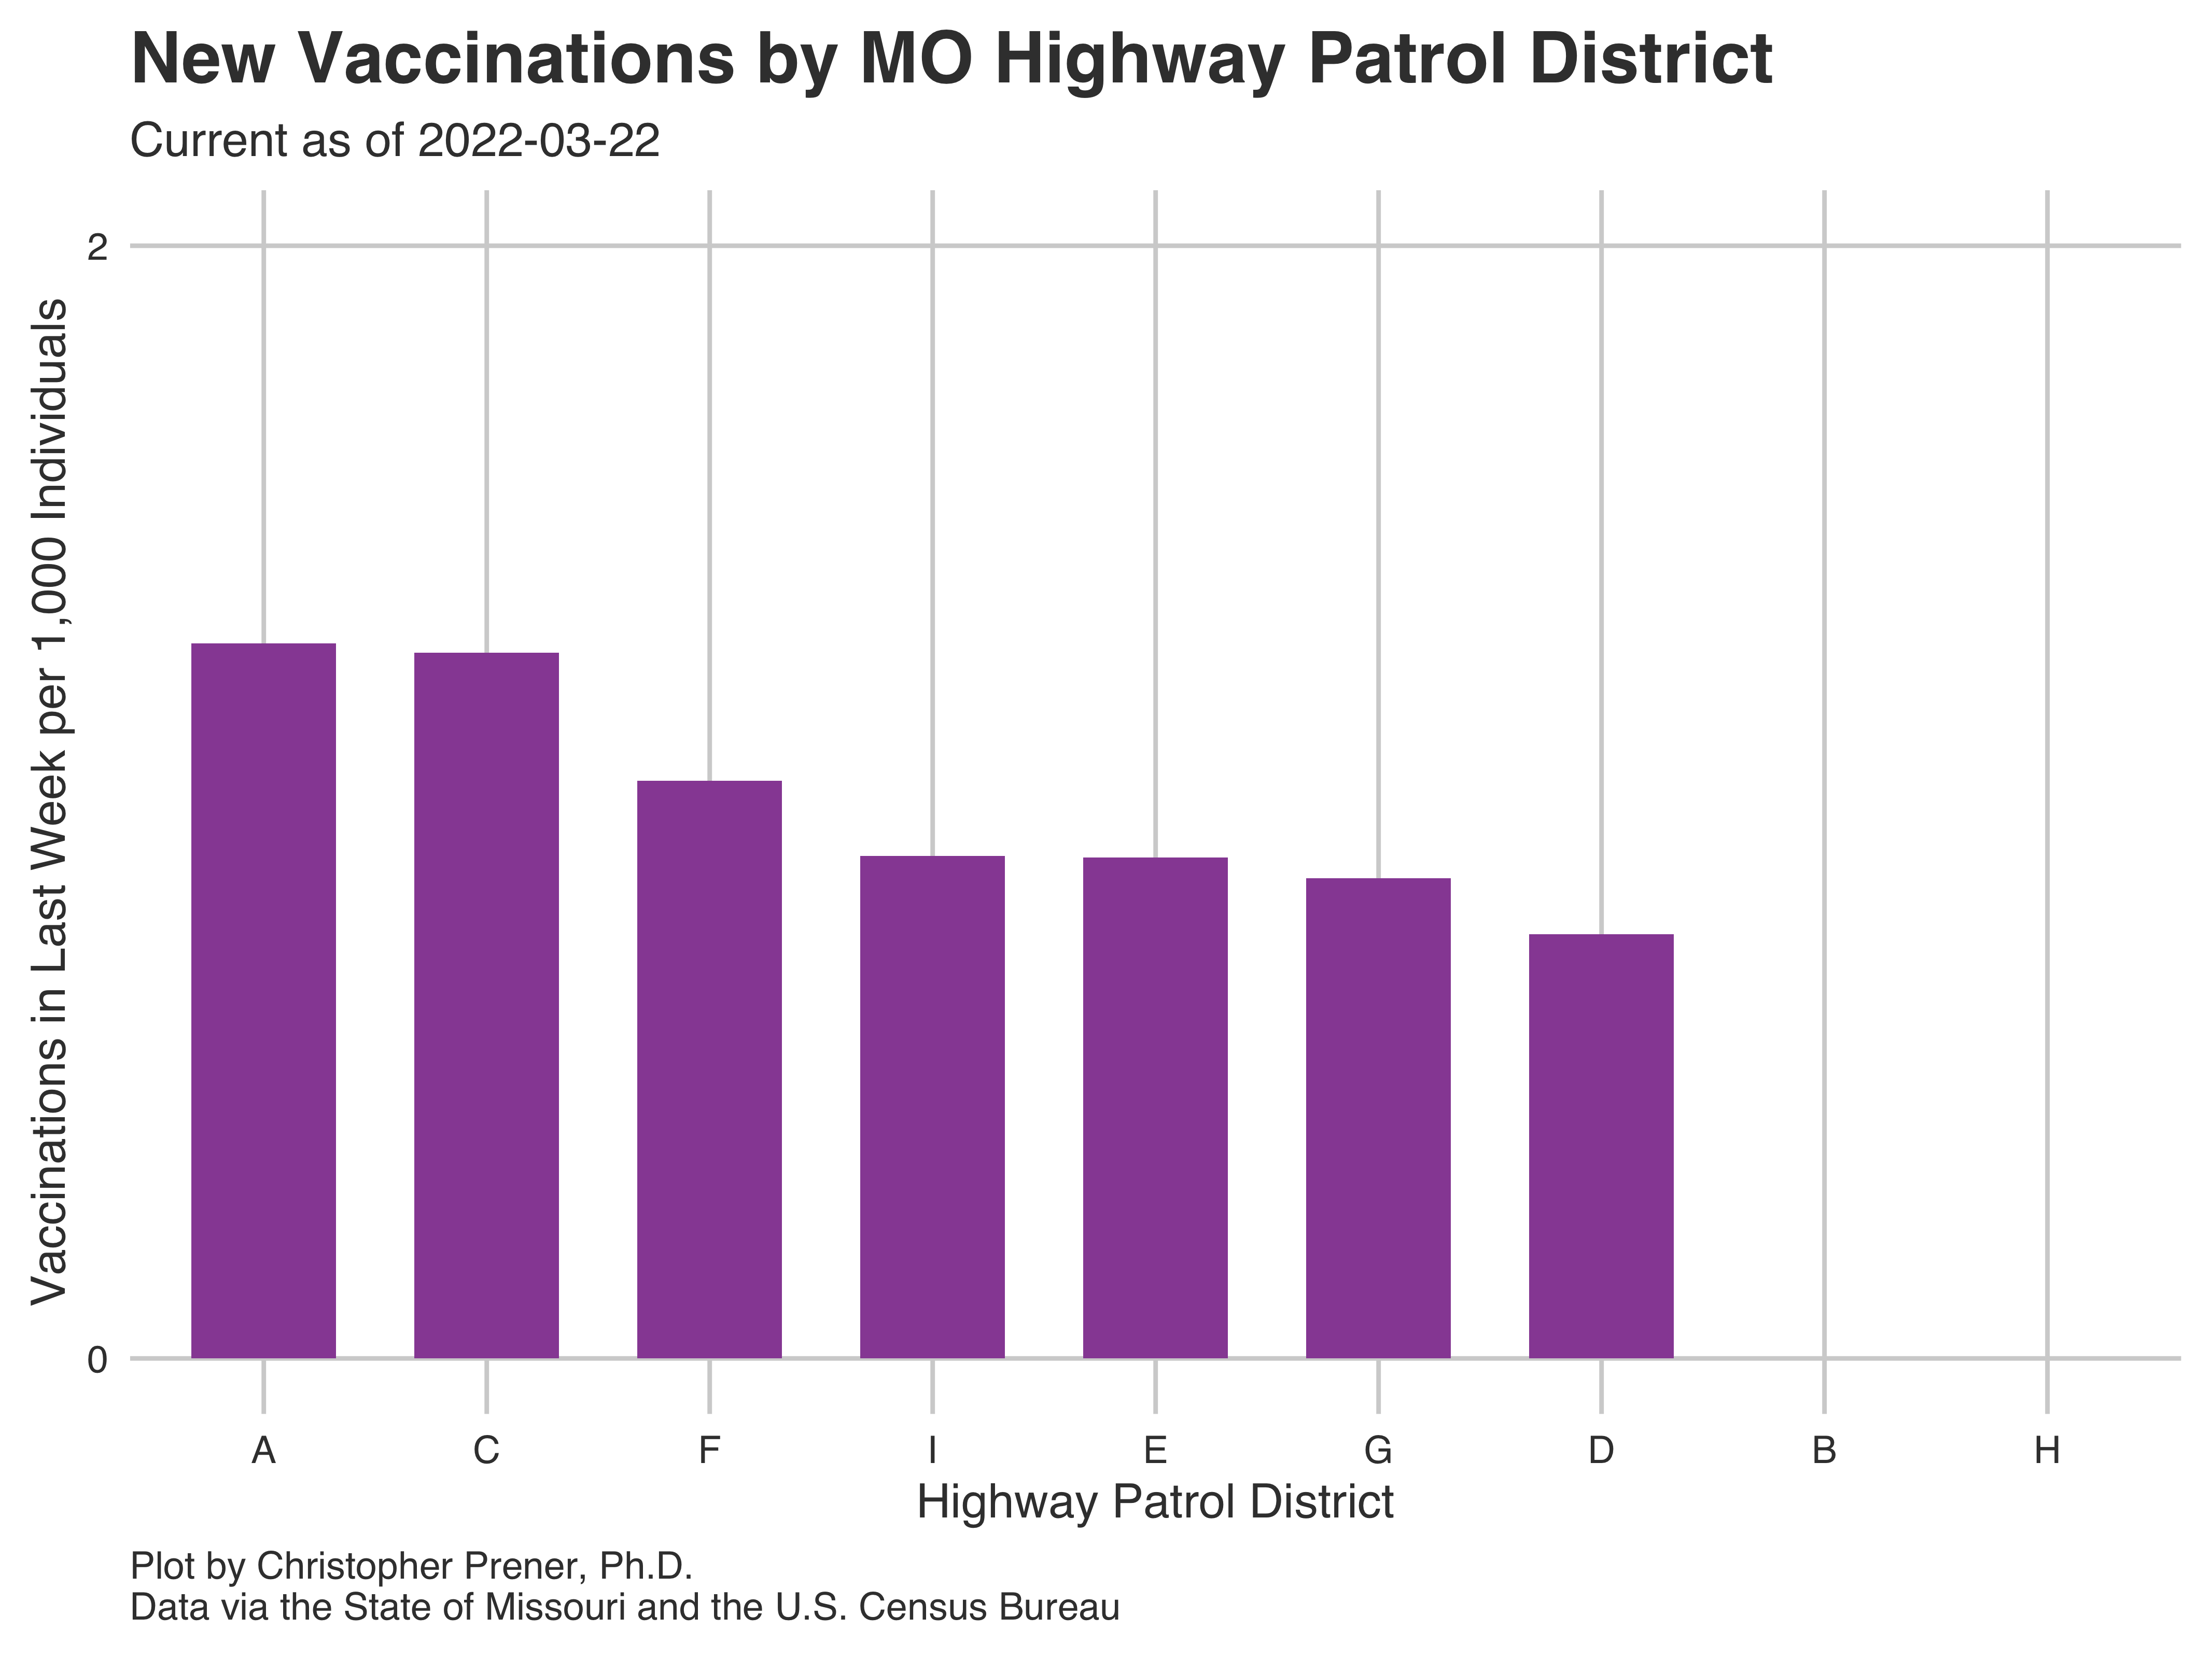 New Vaccinations by MO Highway Patrol District
Current as of 2022-03-22
Vaccinations in Last Week per 1,000 Individuals
2
0
A C F I E G D B H
Highway Patrol District
Plot by Christopher Prener, Ph.D.
Data via the State of Missouri and the U.S. Census Bureau